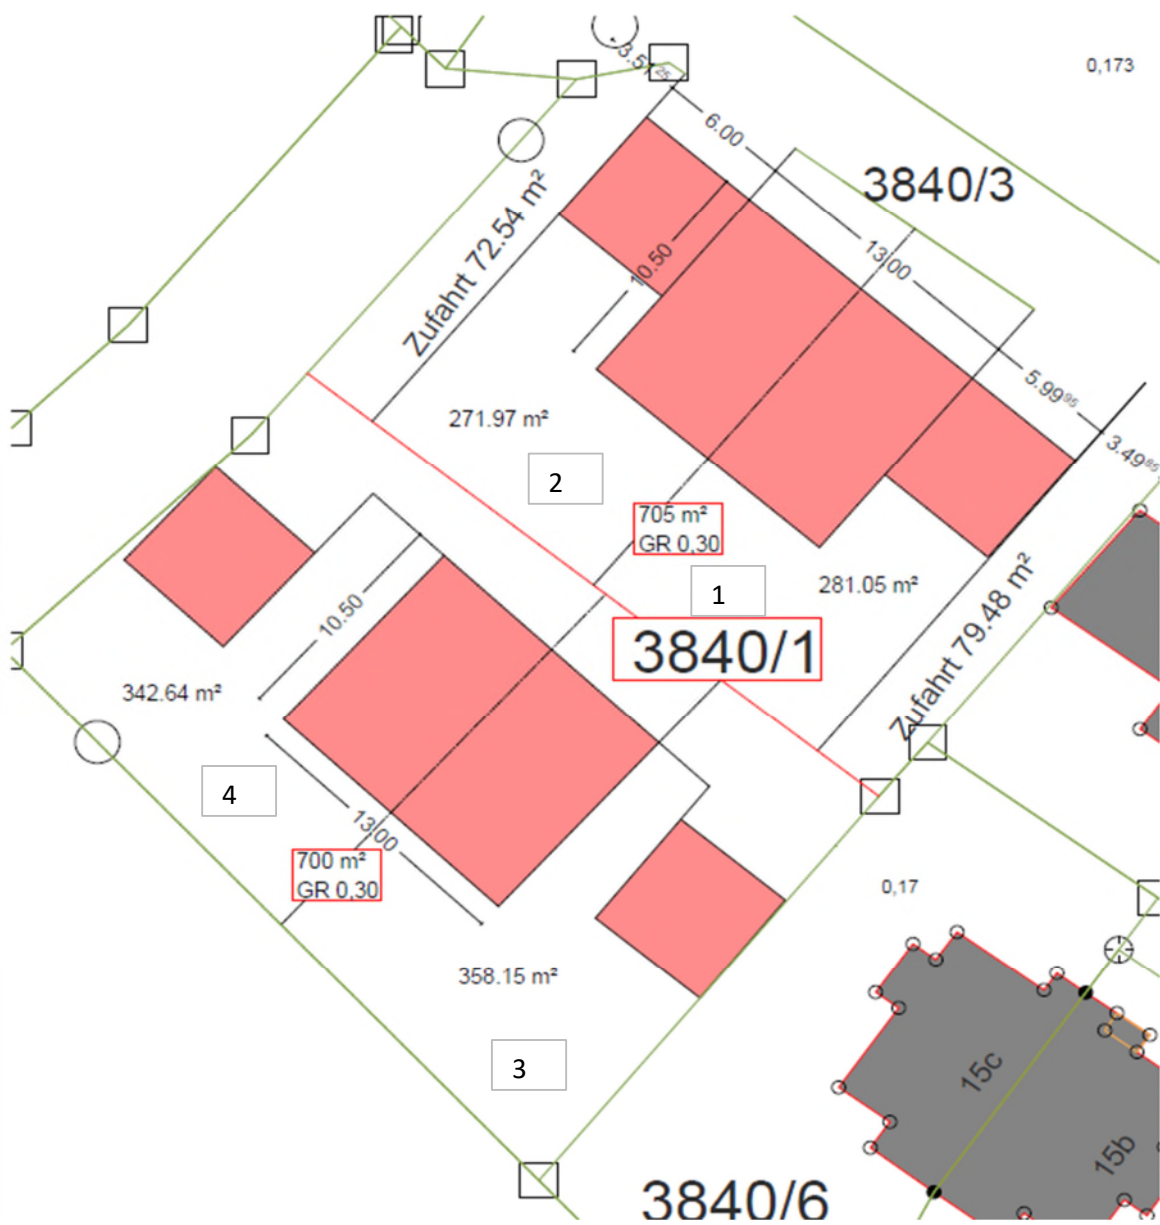 0,173
3.57²⁵
6.00
3840/3
Zufahrt 72.54 m²
10.50
13.00
5.99⁹⁵
3.49⁸⁵
271.97 m²
2
705 m²
GR 0,30
1
281.05 m²
10.50
3840/1
Zufahrt 79.48 m²
342.64 m²
4
13.00
700 m²
GR 0,30
0,17
358.15 m²
3
15c
15b
3840/6